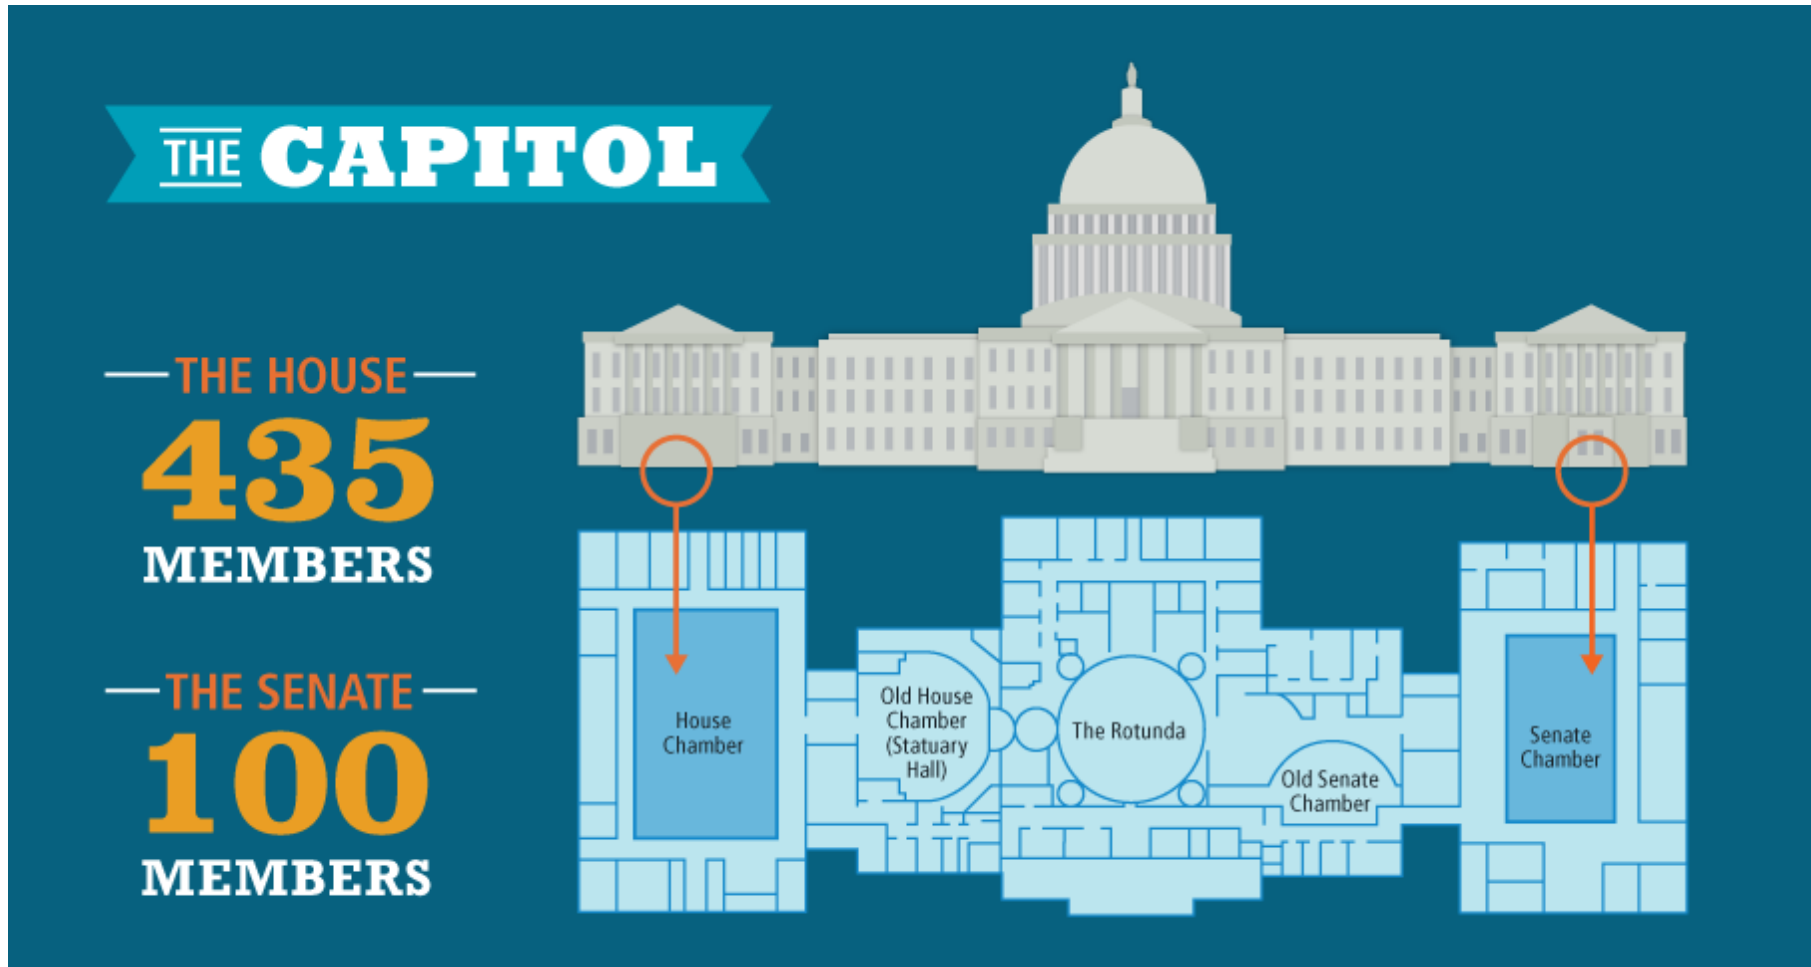 THE CAPITOL
THE HOUSE
435
MEMBERS
THE SENATE
100
MEMBERS
House
Chamber
Old House
Chamber
(Statuary
Hall)
The Rotunda
Old Senate
Chamber
Senate
Chamber